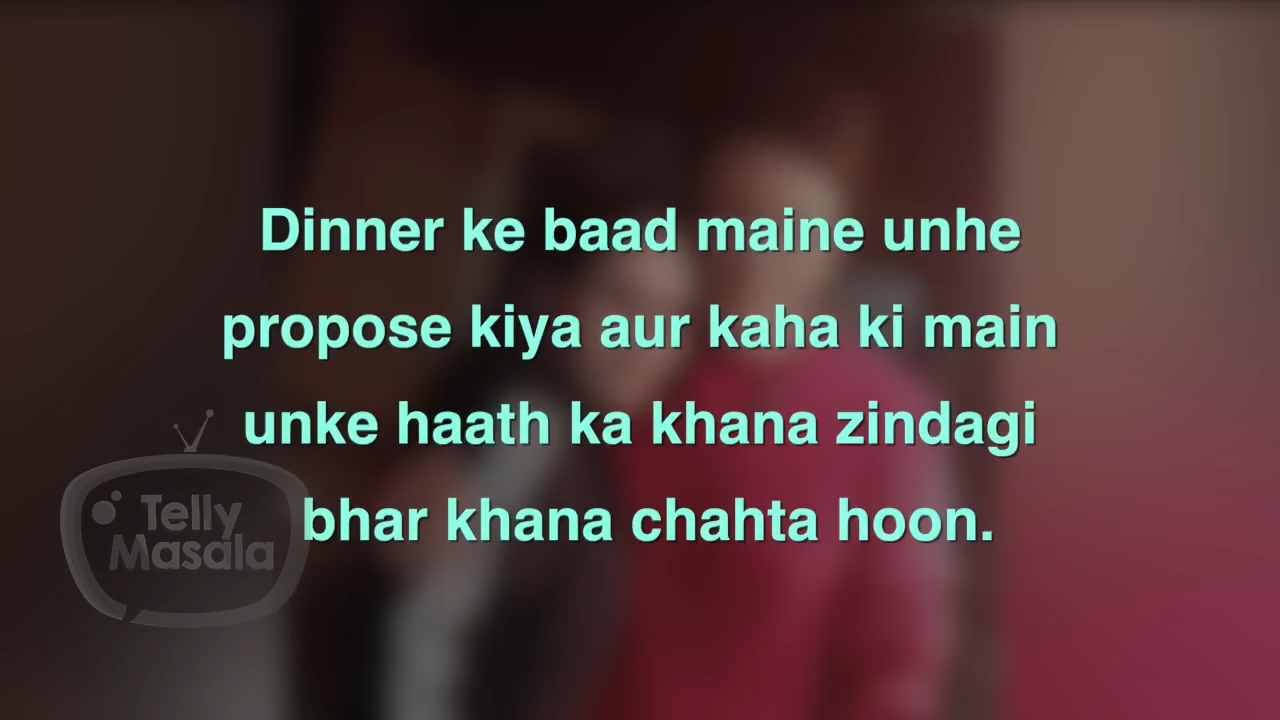 Dinner ke baad maine unhe
propose kiya aur kaha ki main
unke haath ka khana zindagi
bhar khana chahta hoon.
Telly
Masala